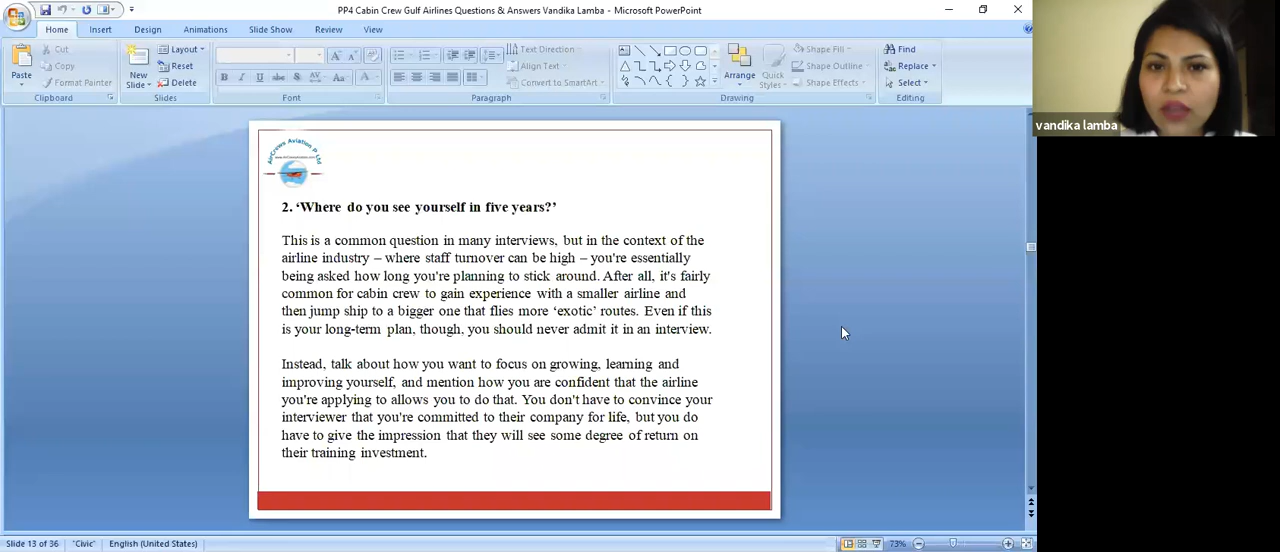 PP4 Cabin Crew Gulf Airlines Questions & Answers Vandika Lamba - Microsoft PowerPoint
Home Insert Design Animations Slide Show Review View
Paste
Cut
Copy
Format Painter
Clipboard
New Slide
Layout
Reset
Delete
Slides
B I U abc S AV Aa A
Font
Text Direction
Align Text
Convert to SmartArt
Paragraph
Arrange
Quick Styles
Shape Fill
Shape Outline
Shape Effects
Drawing
Find
Replace
Select
Editing
vandika lamba
AirCrews Aviation P Ltd
2. ‘Where do you see yourself in five years?’
This is a common question in many interviews, but in the context of the
airline industry – where staff turnover can be high – you're essentially
being asked how long you're planning to stick around. After all, it's fairly
common for cabin crew to gain experience with a smaller airline and
then jump ship to a bigger one that flies more ‘exotic’ routes. Even if this
is your long-term plan, though, you should never admit it in an interview.
Instead, talk about how you want to focus on growing, learning and
improving yourself, and mention how you are confident that the airline
you're applying to allows you to do that. You don't have to convince your
interviewer that you're committed to their company for life, but you do
have to give the impression that they will see some degree of return on
their training investment.
Slide 13 of 36 'Civic' English (United States) 73%